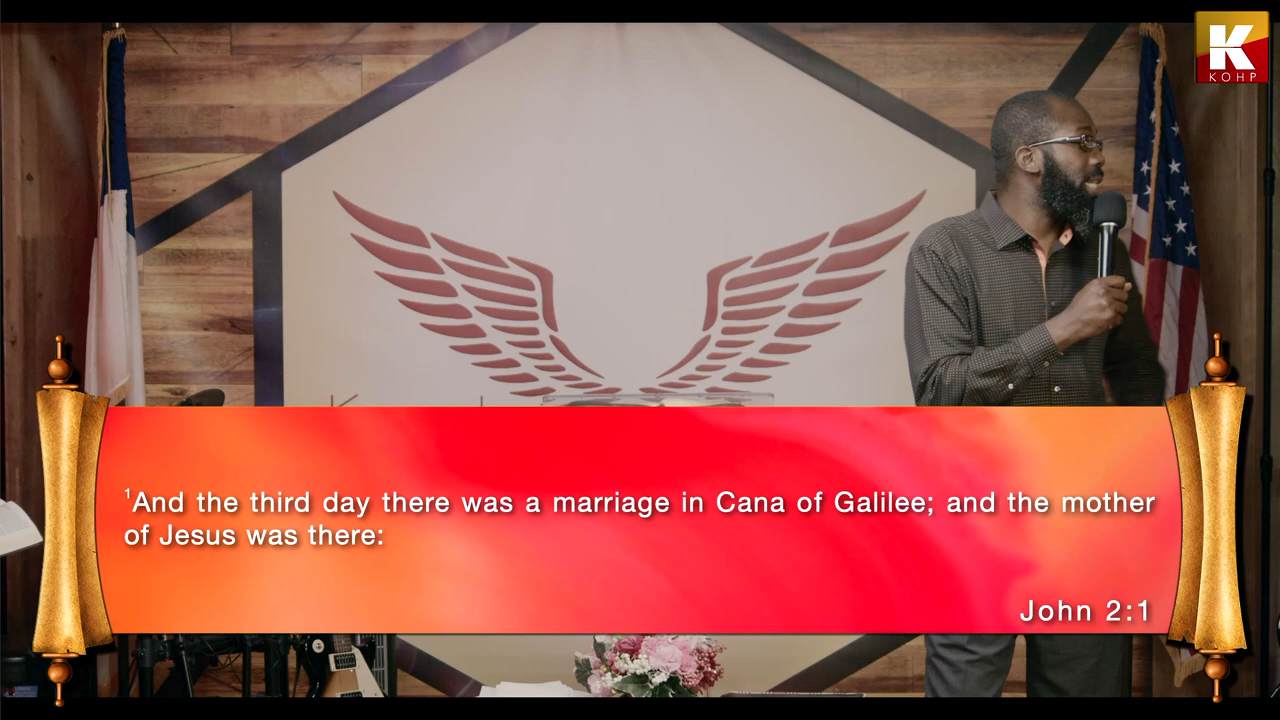 K
KOHP
¹And the third day there was a marriage in Cana of Galilee; and the mother
of Jesus was there:
John 2:1